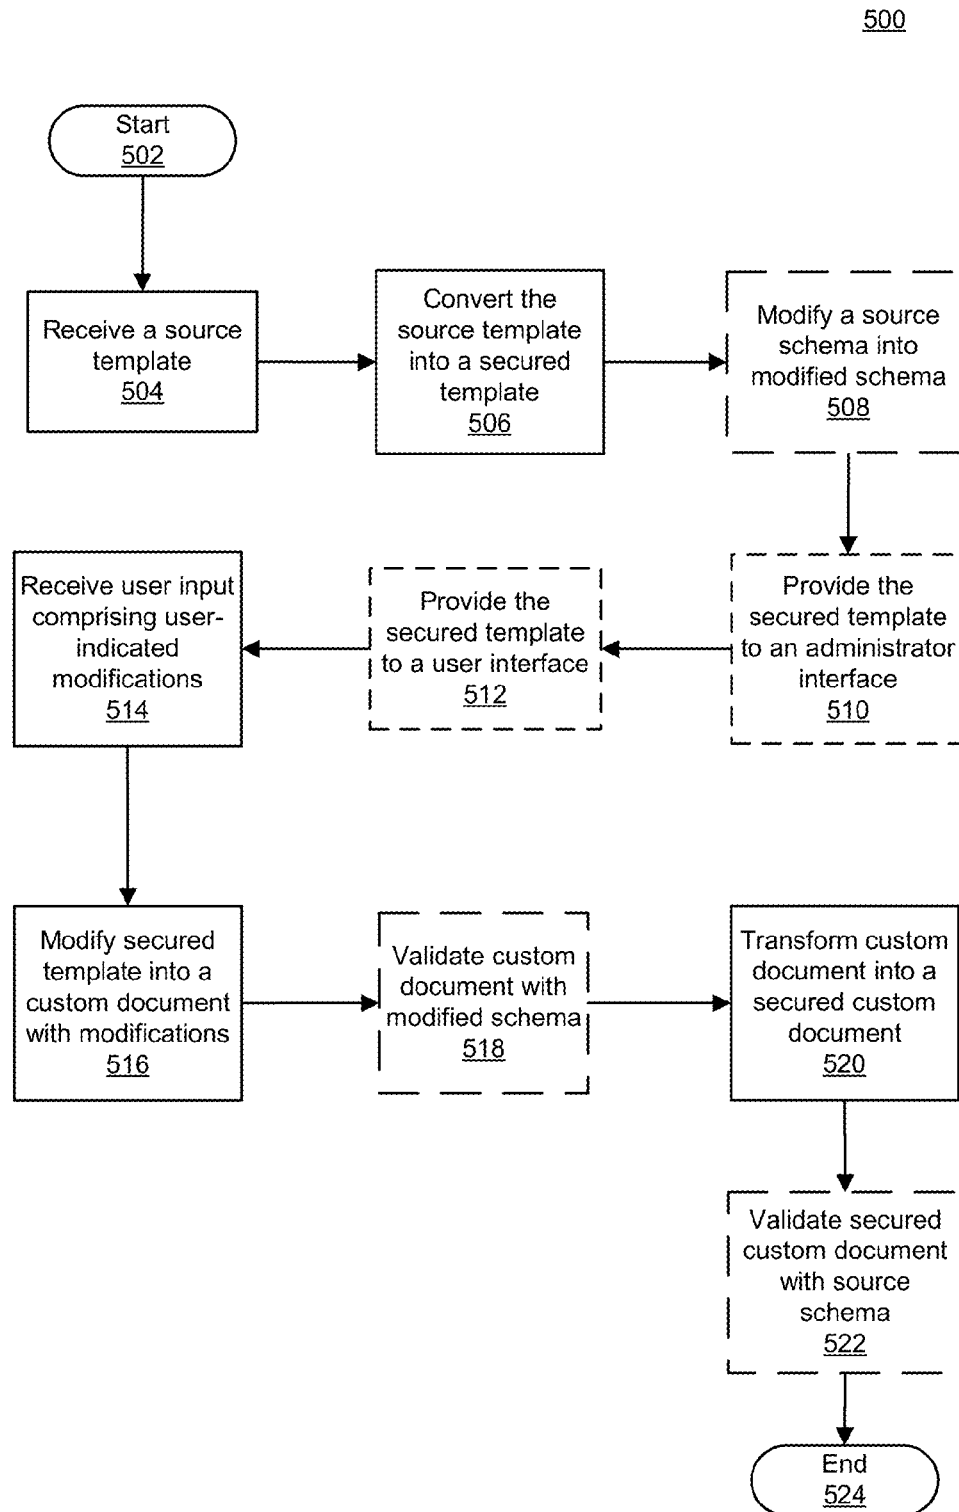 500
Start
502
Receive a source
template
504
Convert the
source template
into a secured
template
506
Modify a source
schema into
modified schema
508
Provide the
secured template
to an administrator
interface
510
Provide the
secured template
to a user interface
512
Receive user input
comprising user-
indicated
modifications
514
Modify secured
template into a
custom document
with modifications
516
Validate custom
document with
modified schema
518
Transform custom
document into a
secured custom
document
520
Validate secured
custom document
with source
schema
522
End
524